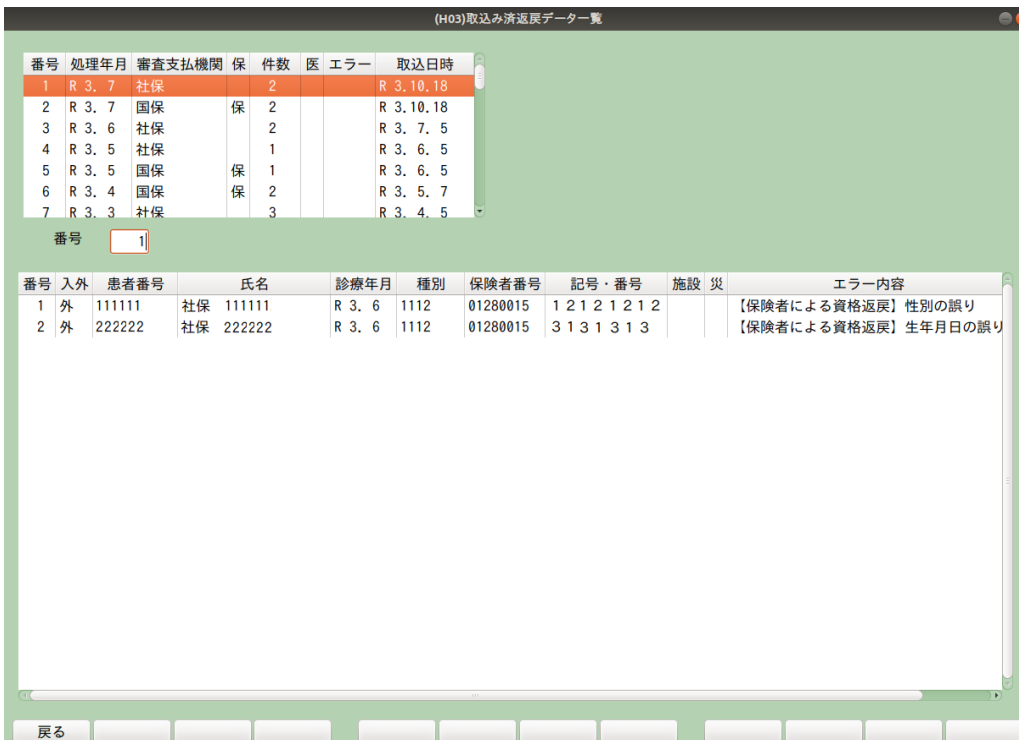 (H03)取込み済返戻データ一覧
番号 処理年月 審査支払機関 保 件数 医 エラー 取込日時
1 R 3. 7 社保 2 R 3.10.18
2 R 3. 7 国保 保 2 R 3.10.18
3 R 3. 6 社保 2 R 3. 7. 5
4 R 3. 5 社保 1 R 3. 6. 5
5 R 3. 5 国保 保 1 R 3. 6. 5
6 R 3. 4 国保 保 2 R 3. 5. 7
7 R 3. 3 社保 3 R 3. 4. 5
番号 1
番号 入外 患者番号 氏名 診療年月 種別 保険者番号 記号・番号 施設 災 エラー内容
1 外 111111 社保 111111 R 3. 6 1112 01280015 １２１２１２１２ 【保険者による資格返戻】性別の誤り
2 外 222222 社保 222222 R 3. 6 1112 01280015 ３１３１３１３ 【保険者による資格返戻】生年月日の誤り
戻る